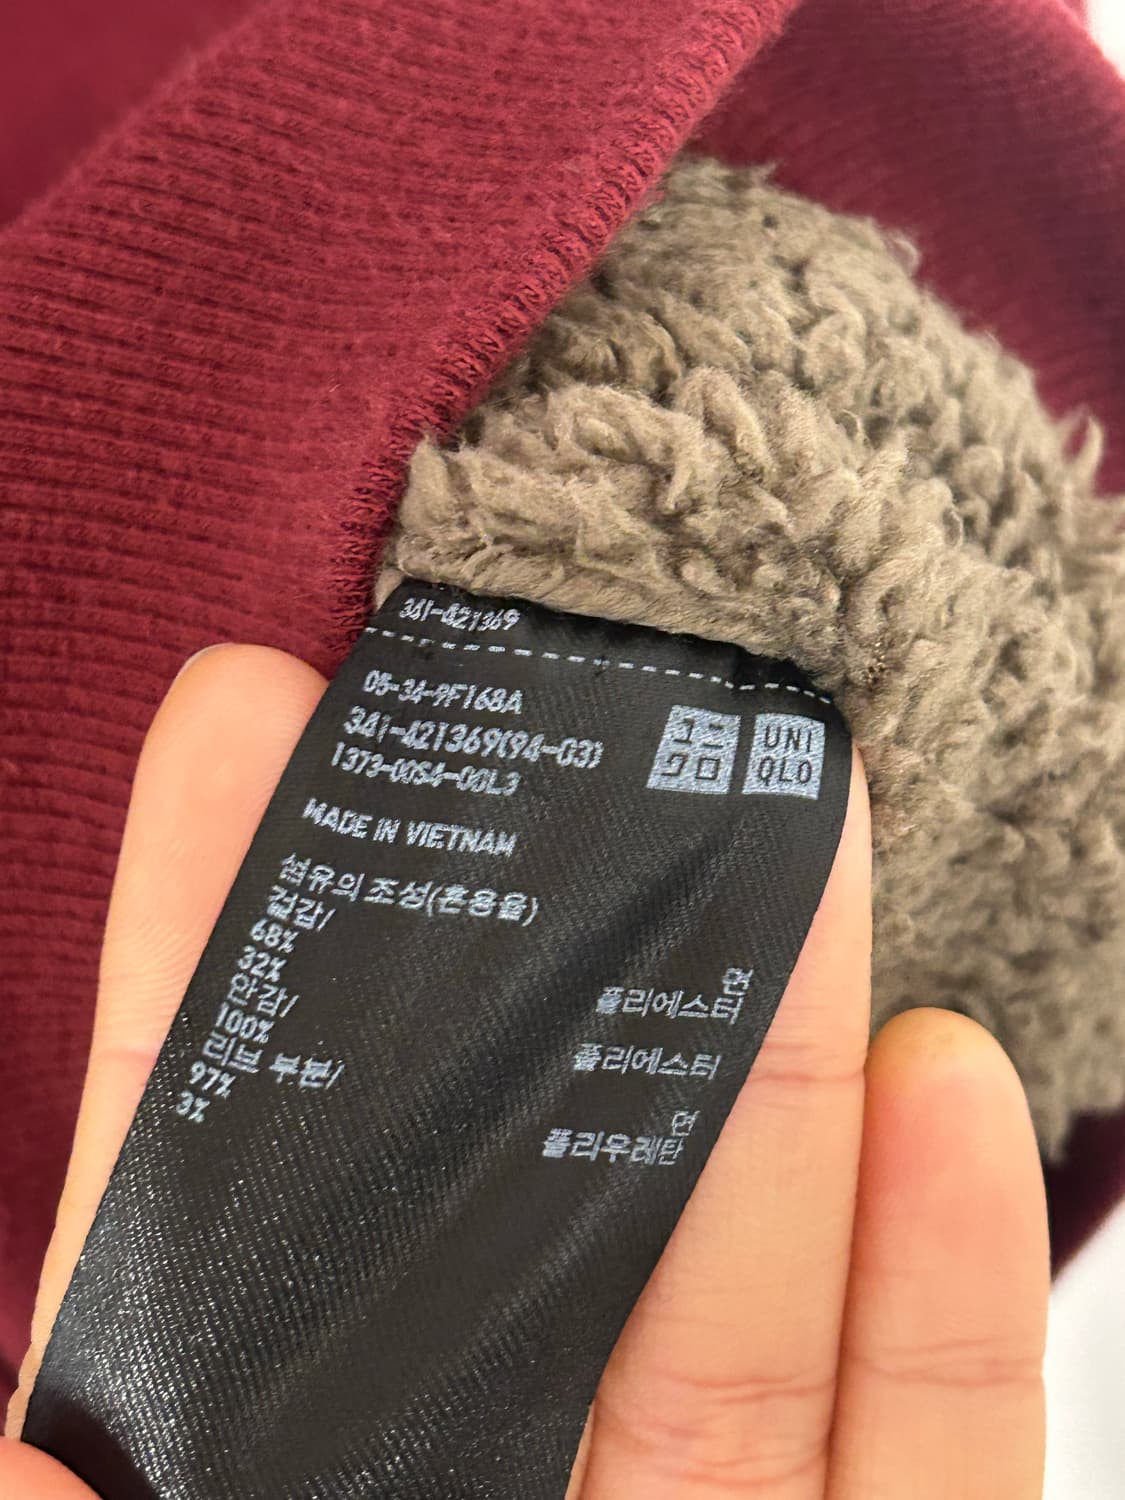 341-421369
05-34-9F168A
341-421369(94-03)
1373-00S4-00L3
ユニ
クロ
UNI
QLO
MADE IN VIETNAM
섬유의 조성(혼용율)
겉감/
68% 면
32% 폴리에스터
안감/
100% 폴리에스터
리브 부분/
97% 면
3% 폴리우레탄